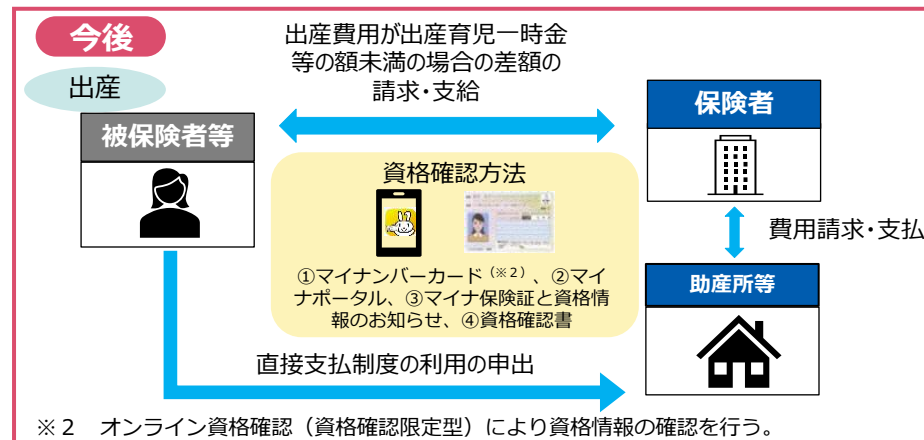 今後
出産
出産費用が出産育児一時金
等の額未満の場合の差額の
請求・支給
被保険者等
保険者
資格確認方法
①マイナンバーカード(※2)、②マイ
ナポータル、③マイナ保険証と資格情
報のお知らせ、④資格確認書
費用請求・支払
助産所等
直接支払制度の利用の申出
※2 オンライン資格確認（資格確認限定型）により資格情報の確認を行う。